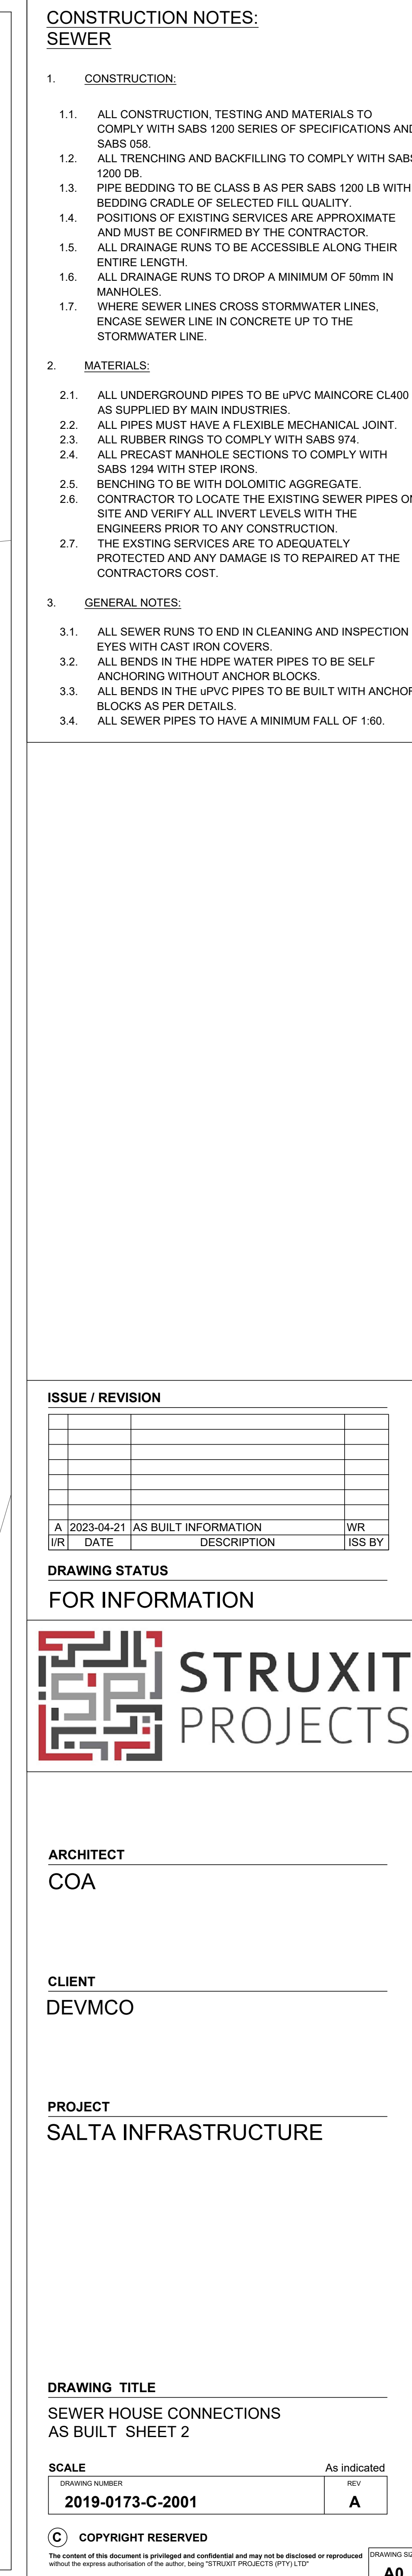 CONSTRUCTION NOTES:
SEWER
1. CONSTRUCTION:
1.1. ALL CONSTRUCTION, TESTING AND MATERIALS TO
COMPLY WITH SABS 1200 SERIES OF SPECIFICATIONS AND
SABS 058.
1.2. ALL TRENCHING AND BACKFILLING TO COMPLY WITH SABS
1200 DB.
1.3. PIPE BEDDING TO BE CLASS B AS PER SABS 1200 LB WITH
BEDDING CRADLE OF SELECTED FILL QUALITY.
1.4. POSITIONS OF EXISTING SERVICES ARE APPROXIMATE
AND MUST BE CONFIRMED BY THE CONTRACTOR.
1.5. ALL DRAINAGE RUNS TO BE ACCESSIBLE ALONG THEIR
ENTIRE LENGTH.
1.6. ALL DRAINAGE RUNS TO DROP A MINIMUM OF 50mm IN
MANHOLES.
1.7. WHERE SEWER LINES CROSS STORMWATER LINES,
ENCASE SEWER LINE IN CONCRETE UP TO THE
STORMWATER LINE.
2. MATERIALS:
2.1. ALL UNDERGROUND PIPES TO BE uPVC MAINCORE CL400
AS SUPPLIED BY MAIN INDUSTRIES.
2.2. ALL PIPES MUST HAVE A FLEXIBLE MECHANICAL JOINT.
2.3. ALL RUBBER RINGS TO COMPLY WITH SABS 974.
2.4. ALL PRECAST MANHOLE SECTIONS TO COMPLY WITH
SABS 1294 WITH STEP IRONS.
2.5. BENCHING TO BE WITH DOLOMITIC AGGREGATE.
2.6. CONTRACTOR TO LOCATE THE EXISTING SEWER PIPES ON
SITE AND VERIFY ALL INVERT LEVELS WITH THE
ENGINEERS PRIOR TO ANY CONSTRUCTION.
2.7. THE EXSTING SERVICES ARE TO ADEQUATELY
PROTECTED AND ANY DAMAGE IS TO REPAIRED AT THE
CONTRACTORS COST.
3. GENERAL NOTES:
3.1. ALL SEWER RUNS TO END IN CLEANING AND INSPECTION
EYES WITH CAST IRON COVERS.
3.2. ALL BENDS IN THE HDPE WATER PIPES TO BE SELF
ANCHORING WITHOUT ANCHOR BLOCKS.
3.3. ALL BENDS IN THE uPVC PIPES TO BE BUILT WITH ANCHOR
BLOCKS AS PER DETAILS.
3.4. ALL SEWER PIPES TO HAVE A MINIMUM FALL OF 1:60.
ISSUE / REVISION
A 2023-04-21 AS BUILT INFORMATION WR
I/R DATE DESCRIPTION ISS BY
DRAWING STATUS
FOR INFORMATION
SP
STRUXIT
PROJECTS
ARCHITECT
COA
CLIENT
DEVMCO
PROJECT
SALTA INFRASTRUCTURE
DRAWING TITLE
SEWER HOUSE CONNECTIONS
AS BUILT SHEET 2
SCALE As indicated
DRAWING NUMBER REV
2019-0173-C-2001 A
C COPYRIGHT RESERVED
The content of this document is privileged and confidential and may not be disclosed or reproduced
without the express authorisation of the author, being "STRUXIT PROJECTS (PTY) LTD"
DRAWING SIZ
A0